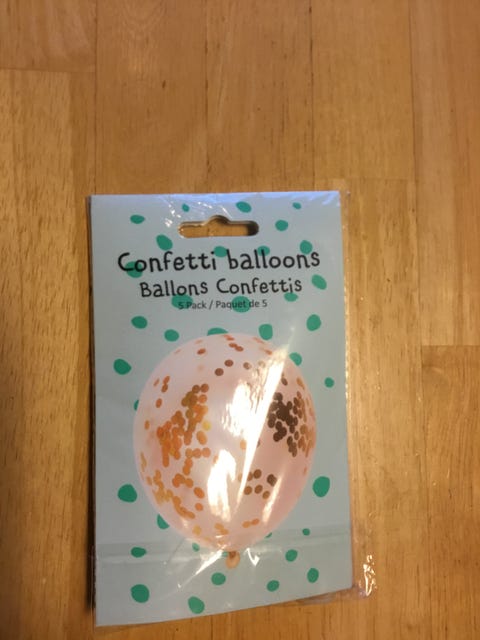 Confetti balloons
Ballons Confettis
5 Pack / Paquet de 5